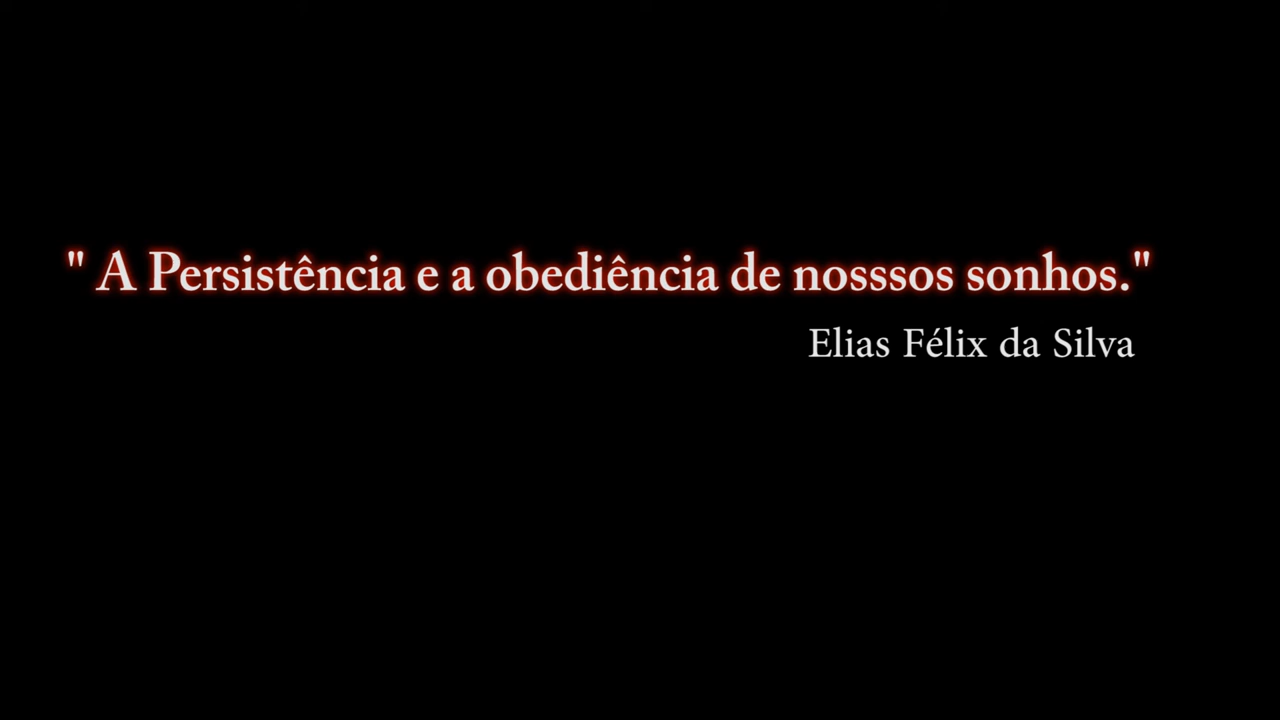 " A Persistência e a obediência de nosssos sonhos."
Elias Félix da Silva